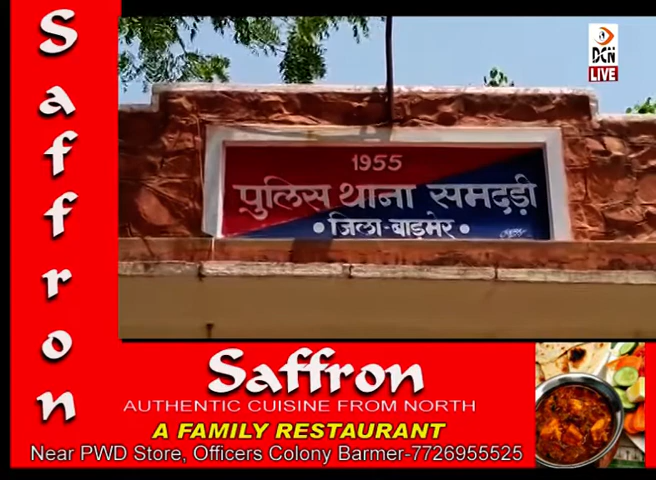 Saffron
DCN
LIVE
1955
पुलिस थाना समदड़ी
•जिला-बाड़मेर•
Saffron
AUTHENTIC CUISINE FROM NORTH
A FAMILY RESTAURANT
Near PWD Store, Officers Colony Barmer-7726955525